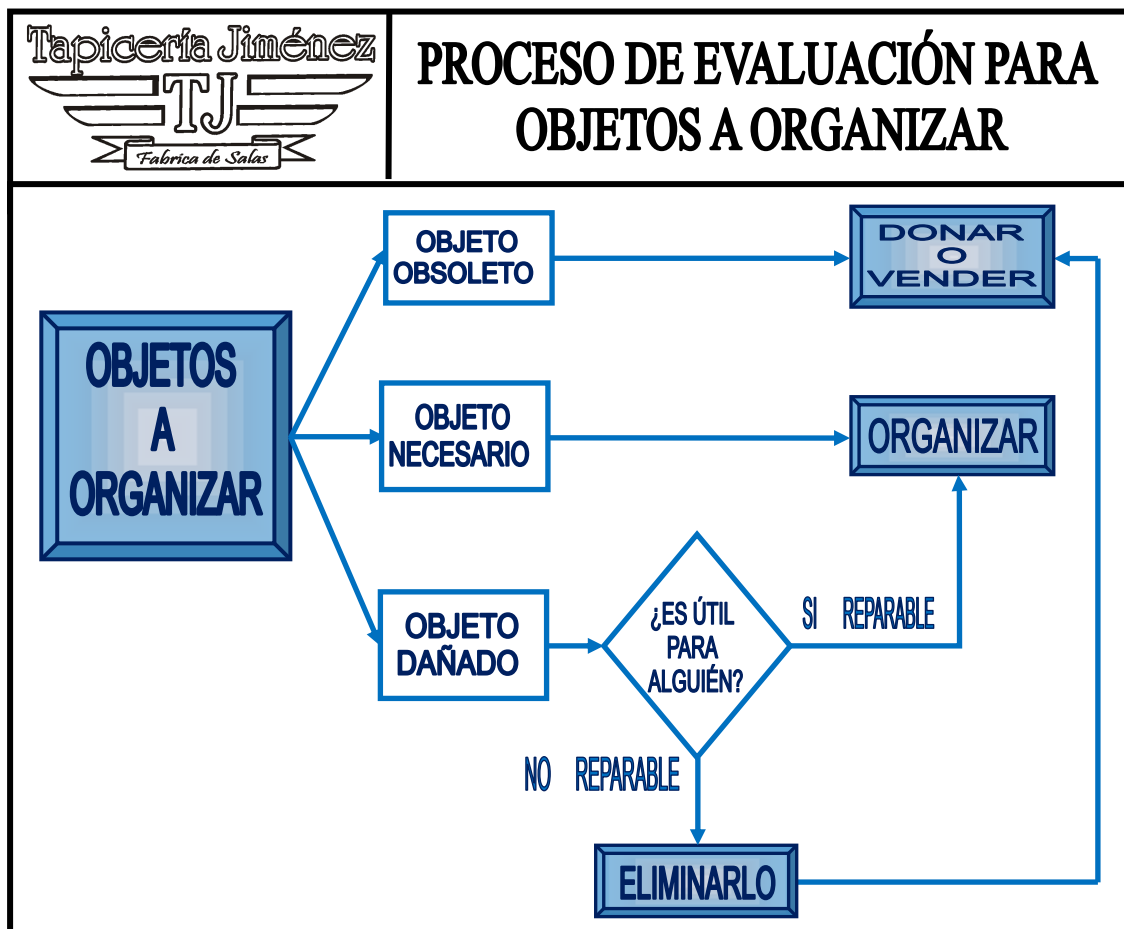 Tapicería Jiménez
TJ
Fabrica de Salas
PROCESO DE EVALUACIÓN PARA
OBJETOS A ORGANIZAR
OBJETOS
A
ORGANIZAR
OBJETO
OBSOLETO
DONAR
O
VENDER
OBJETO
NECESARIO
ORGANIZAR
OBJETO
DAÑADO
¿ES ÚTIL
PARA
ALGUIÉN?
SI REPARABLE
NO REPARABLE
ELIMINARLO